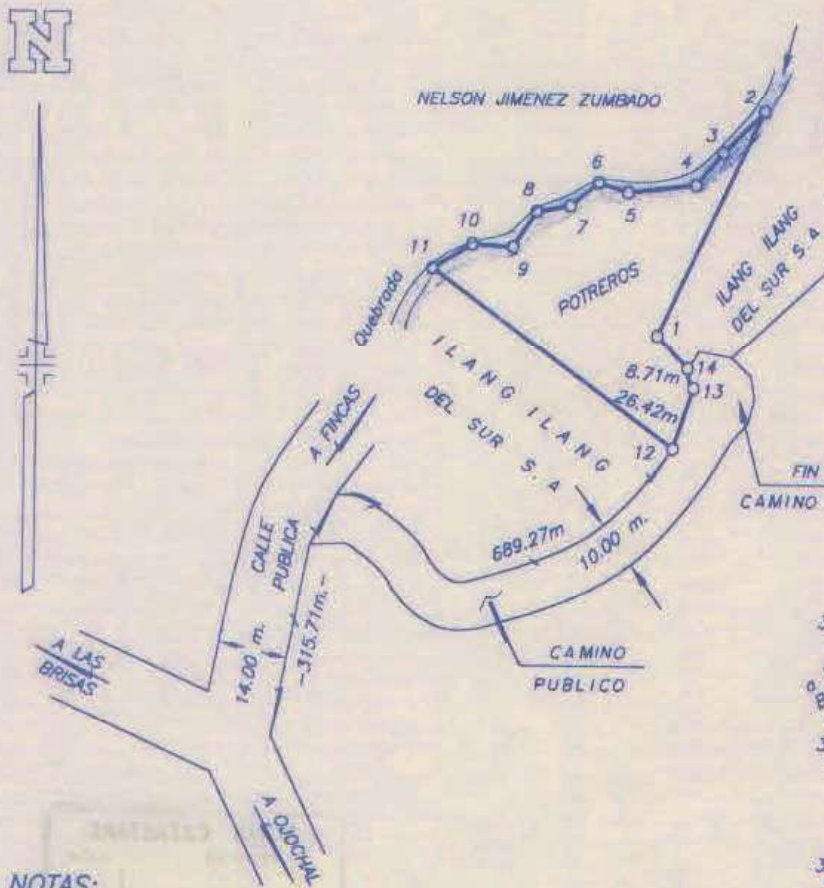 N
NELSON JIMENEZ ZUMBADO
2
3
4
6
5
8
7
10
9
11
Quebrada
POTREROS
ILANG ILANG
DEL SUR S.A
1
14
8.71m
13
26.42m
12
ILANG ILANG
DEL SUR S.A
A FINCAS
FIN
CAMINO
CALLE
PUBLICA
689.27m
10.00 m.
14.00 m.
-315.71m.-
CAMINO
PUBLICO
A LAS
BRISAS
A OJOCHAL
NOTAS: